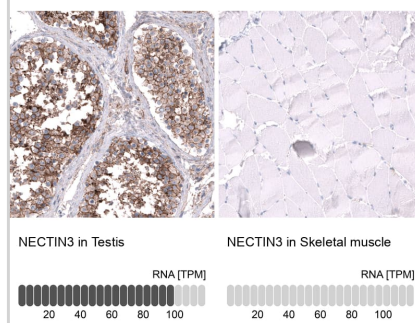 NECTIN3 in Testis
NECTIN3 in Skeletal muscle
RNA [TPM]
RNA [TPM]
20 40 60 80 100
20 40 60 80 100